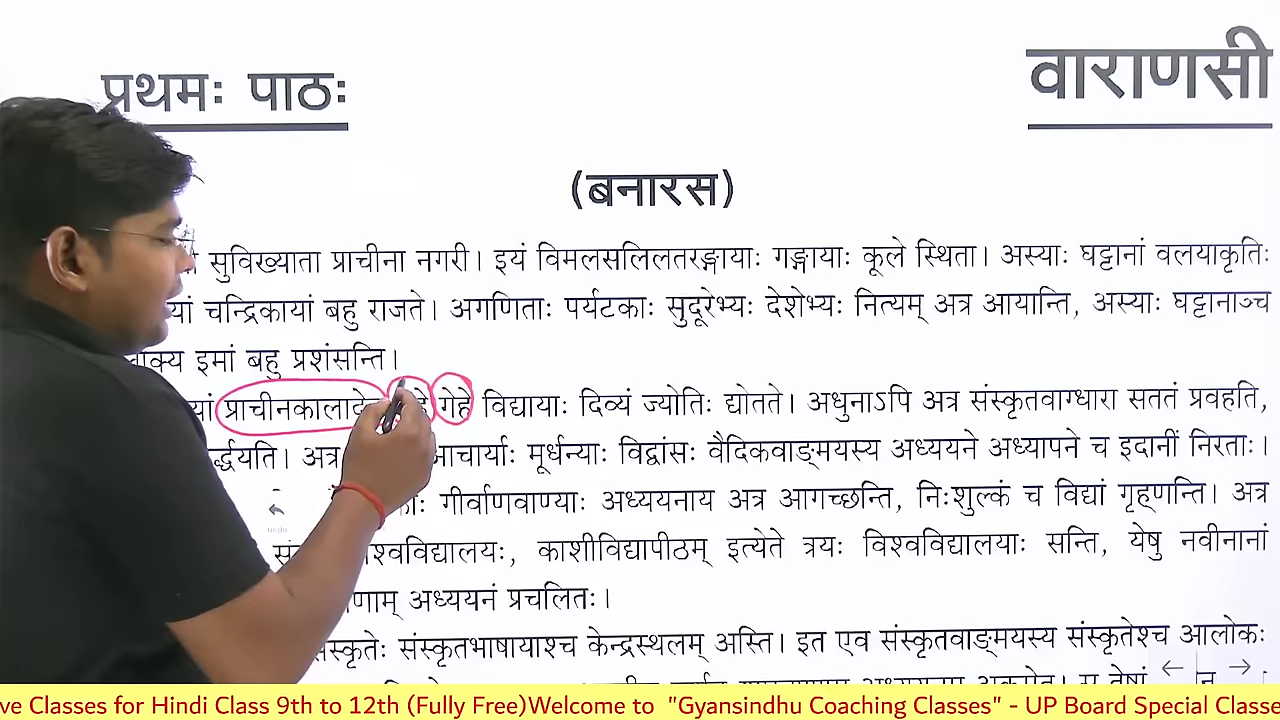 प्रथमः पाठः
वाराणसी
(बनारस)
सुविख्याता प्राचीना नगरी। इयं विमलसलिलतरङ्गायाः गङ्गायाः कूले स्थिता। अस्याः घट्टानां वलयाकृतिः
चन्द्रिकायां बहु राजते। अगणिताः पर्यटकाः सुदूरेभ्यः देशेभ्यः नित्यम् अत्र आयान्ति, अस्याः घट्टानाञ्च
इमां बहु प्रशंसन्ति।
गेहे विद्यायाः दिव्यं ज्योतिः द्योतते। अधुनाऽपि अत्र संस्कृतवाग्धारा सततं प्रवहति,
अत्र आचार्याः मूर्धन्याः विद्वांसः वैदिकवाङ्मयस्य अध्ययने अध्यापने च इदानीं निरताः।
गीर्वाणवाण्याः अध्ययनाय अत्र आगच्छन्ति, निःशुल्कं च विद्यां गृह्णन्ति। अत्र
undo
काशीविद्यापीठम् इत्येते त्रयः विश्वविद्यालयाः सन्ति, येषु नवीनानां
अध्ययनं प्रचलितः।
संस्कृतभाषायाश्च केन्द्रस्थलम् अस्ति। इत एव संस्कृतवाङ्मयस्य संस्कृतेश्च आलोकः
ve Classes for Hindi Class 9th to 12th (Fully Free)Welcome to "Gyansindhu Coaching Classes" - UP Board Special Classe